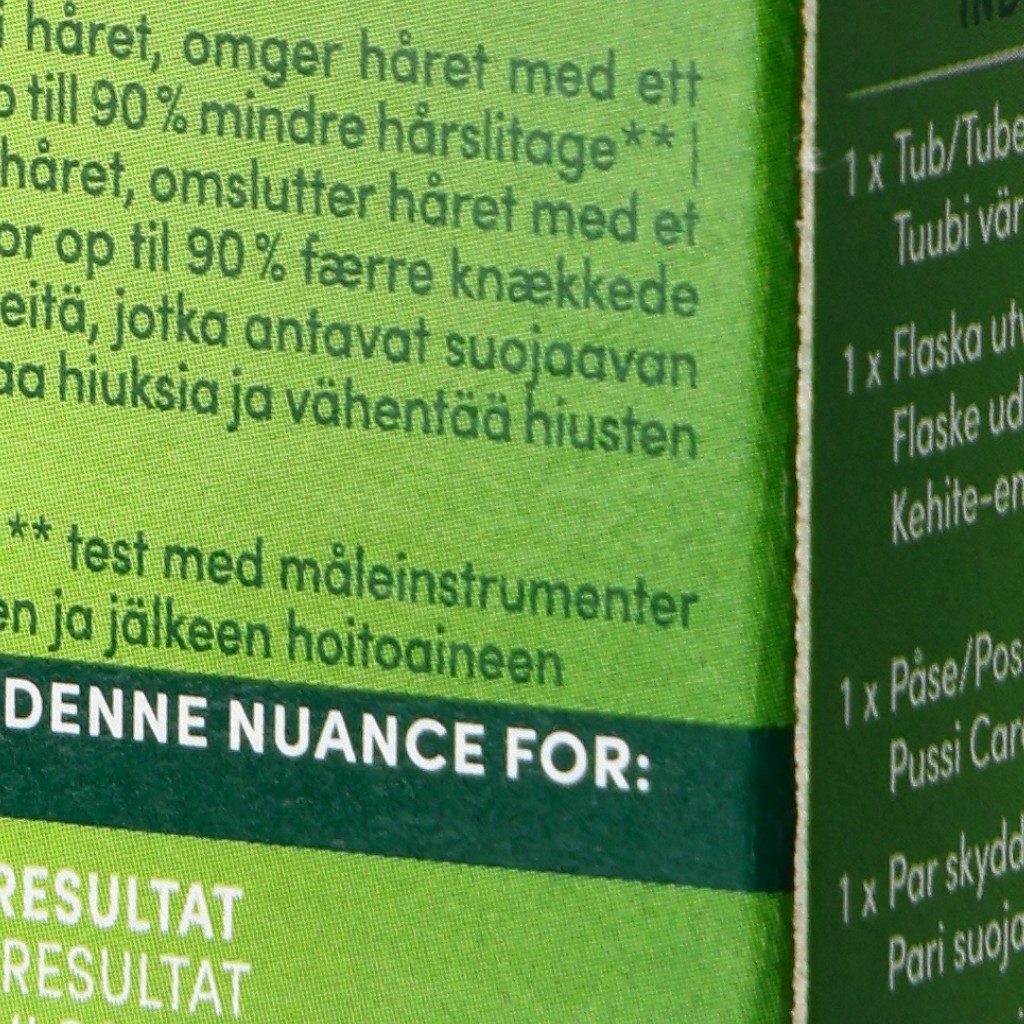 håret, omger håret med ett
till 90% mindre hårslitage** |
håret, omslutter håret med et
or op til 90% færre knækkede
eitä, jotka antavat suojaavan
aa hiuksia ja vähentää hiusten
** test med måleinstrumenter
en ja jälkeen hoitoaineen
DENNE NUANCE FOR:
RESULTAT
RESULTAT
IND
1 x Tub/Tube
Tuubi vär
1 x Flaska utv
Flaske ud
Kehite-em
1 x Påse/Pos
Pussi Care
1 x Par skydd
Pari suoja